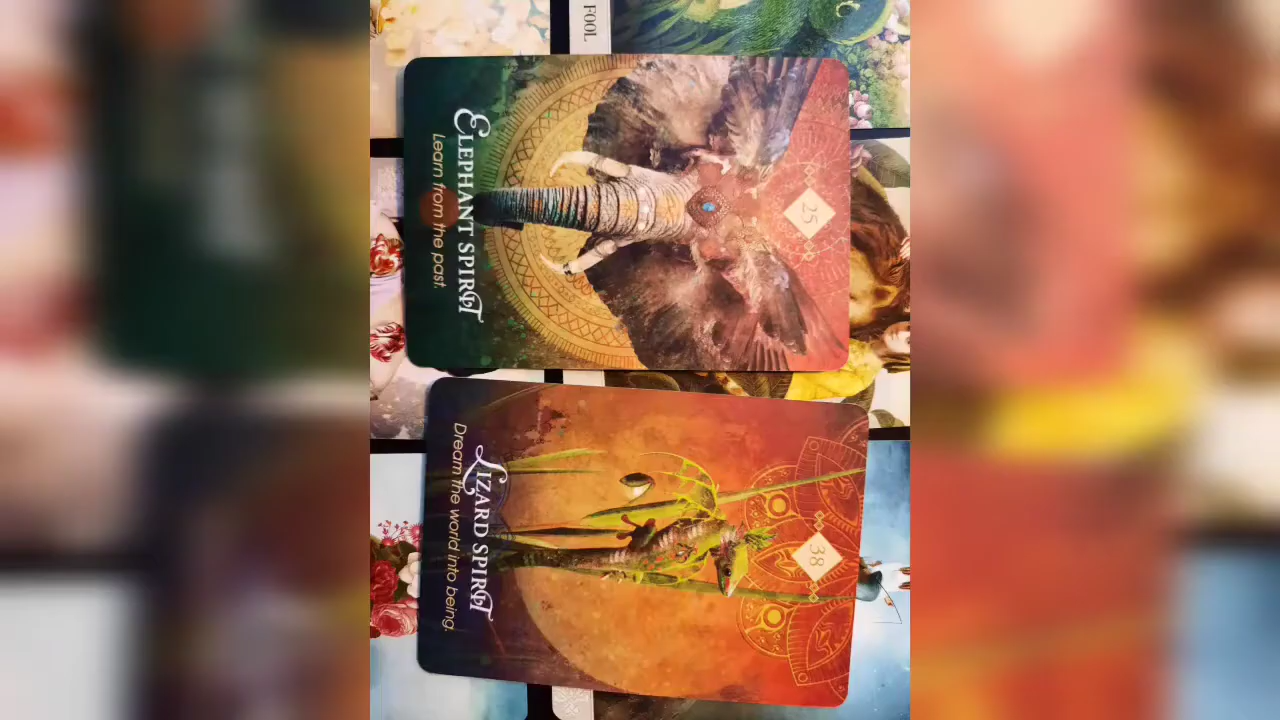 FOOL
25
ELEPHANT SPIRIT
Learn from the past.
38
LIZARD SPIRIT
Dream the world into being.